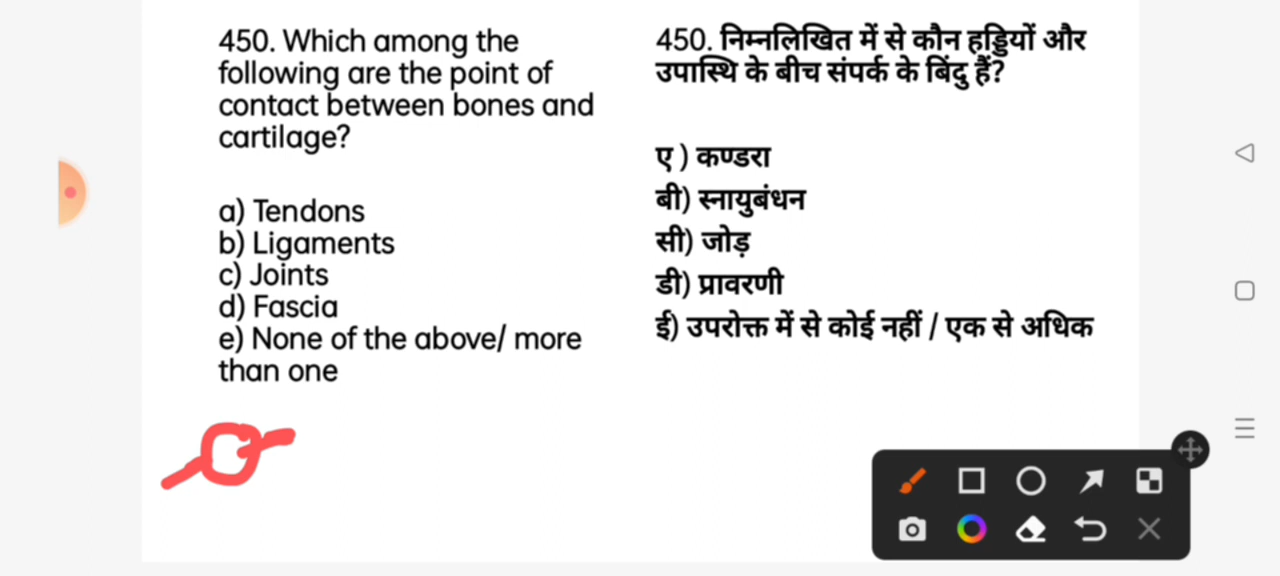 450. Which among the
following are the point of
contact between bones and
cartilage?
a) Tendons
b) Ligaments
c) Joints
d) Fascia
e) None of the above/ more
than one
450. निम्नलिखित में से कौन हड्डियों और
उपास्थि के बीच संपर्क के बिंदु हैं?
ए ) कण्डरा
बी) स्नायुबंधन
सी) जोड़
डी) प्रावरणी
ई) उपरोक्त में से कोई नहीं / एक से अधिक